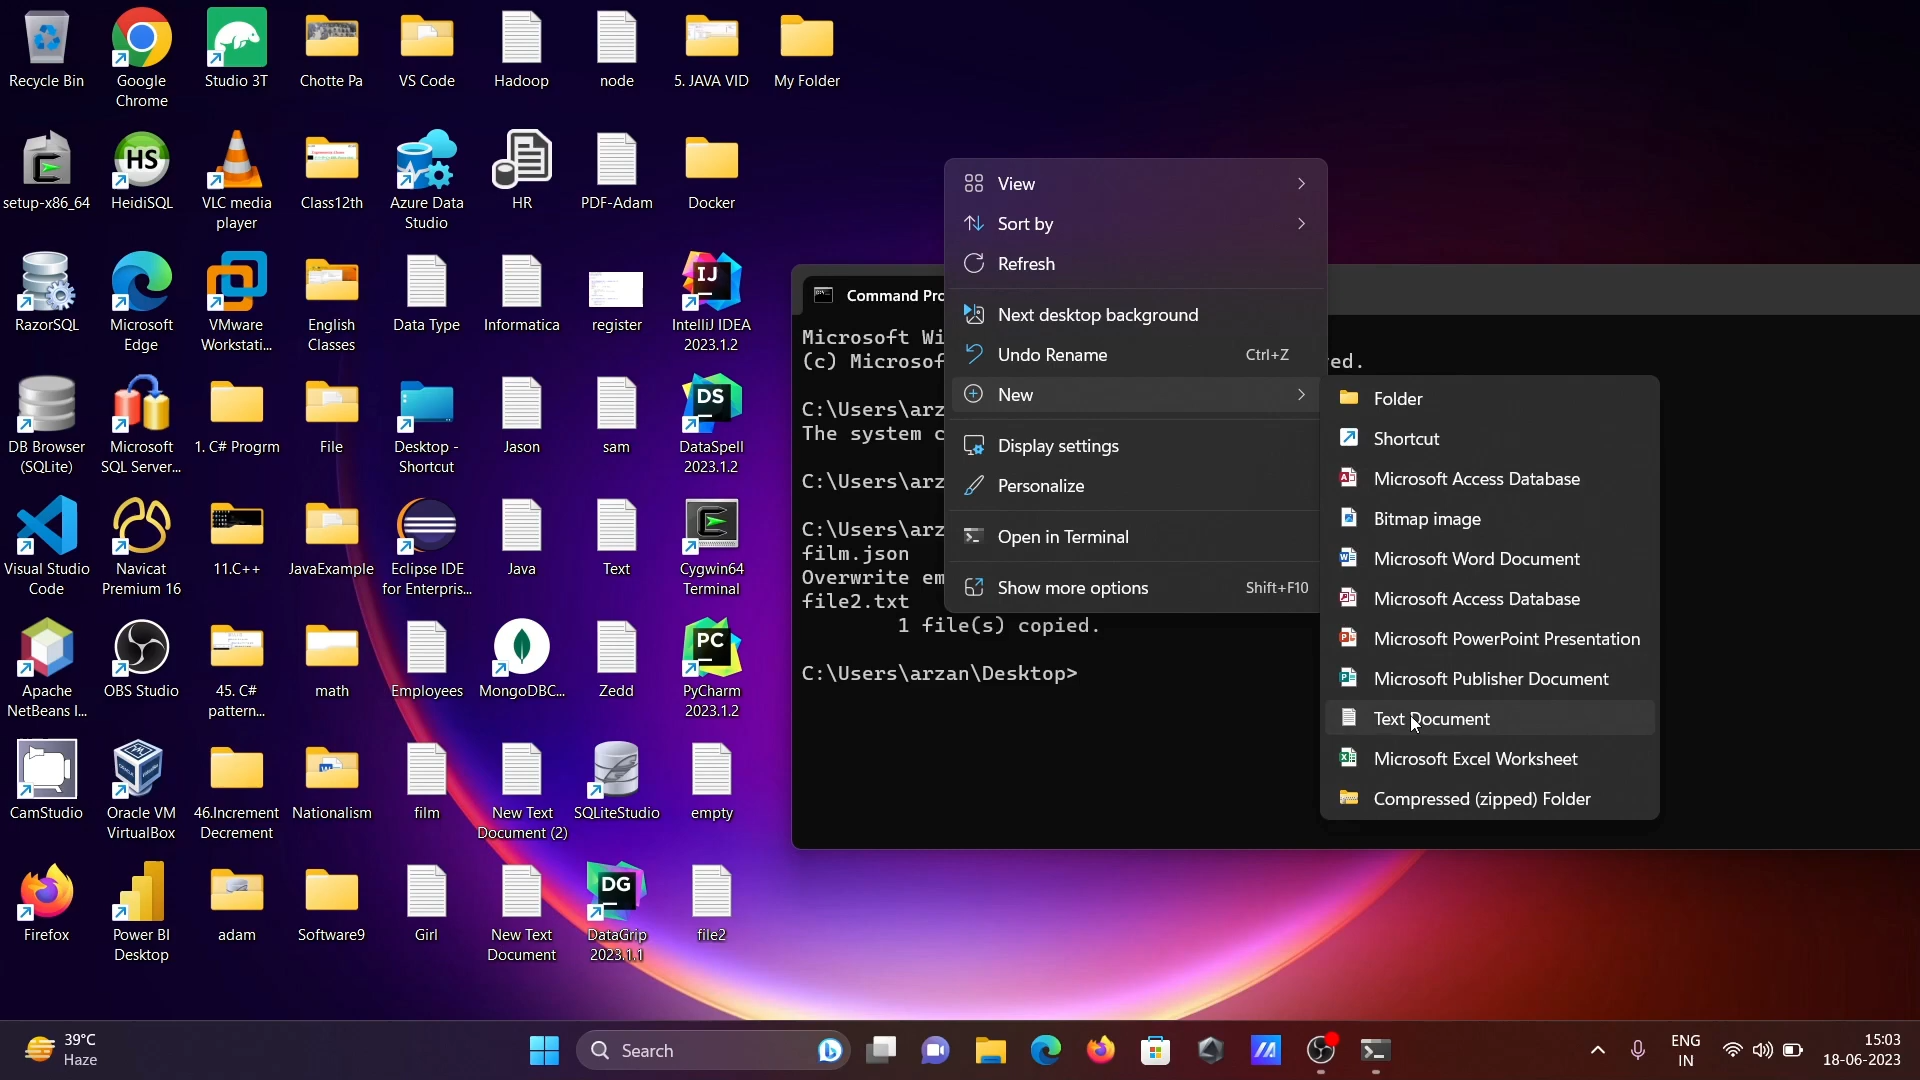 Recycle Bin
Google
Chrome
Studio 3T
Chotte Pa
VS Code
Hadoop
node
5. JAVA VID
My Folder
setup-x86_64
HS
HeidiSQL
VLC media
player
Class12th
Azure Data
Studio
HR
PDF-Adam
Docker
RazorSQL
Microsoft
Edge
VMware
Workstati...
English
Classes
Data Type
Informatica
register
IJ
IntelliJ IDEA
2023.1.2
DB Browser
(SQLite)
Microsoft
SQL Server...
1. C# Progrm
File
Desktop -
Shortcut
Jason
sam
DS
DataSpell
2023.1.2
Visual Studio
Code
Navicat
Premium 16
11.C++
JavaExample
Eclipse IDE
for Enterpris...
Java
Text
Cygwin64
Terminal
Apache
NetBeans I...
OBS Studio
45. C#
pattern...
math
Employees
MongoDBC...
Zedd
PC
PyCharm
2023.1.2
CamStudio
Oracle VM
VirtualBox
46.Increment
Decrement
Nationalism
film
New Text
Document (2)
SQLiteStudio
empty
Firefox
Power BI
Desktop
adam
Software9
Girl
New Text
Document
DG
DataGrip
2023.1.1
file2
Command Pro
Microsoft Wi
(c) Microsof
ed.
C:\Users\arz
The system c
C:\Users\arz
C:\Users\arz
film.json
Overwrite em
file2.txt
1 file(s) copied.
C:\Users\arzan\Desktop>
View
Sort by
Refresh
Next desktop background
Undo Rename Ctrl+Z
New
Display settings
Personalize
Open in Terminal
Show more options Shift+F10
Folder
Shortcut
Microsoft Access Database
Bitmap image
Microsoft Word Document
Microsoft Access Database
Microsoft PowerPoint Presentation
Microsoft Publisher Document
Text Document
Microsoft Excel Worksheet
Compressed (zipped) Folder
39°C
Haze
Search
ENG
IN
15:03
18-06-2023